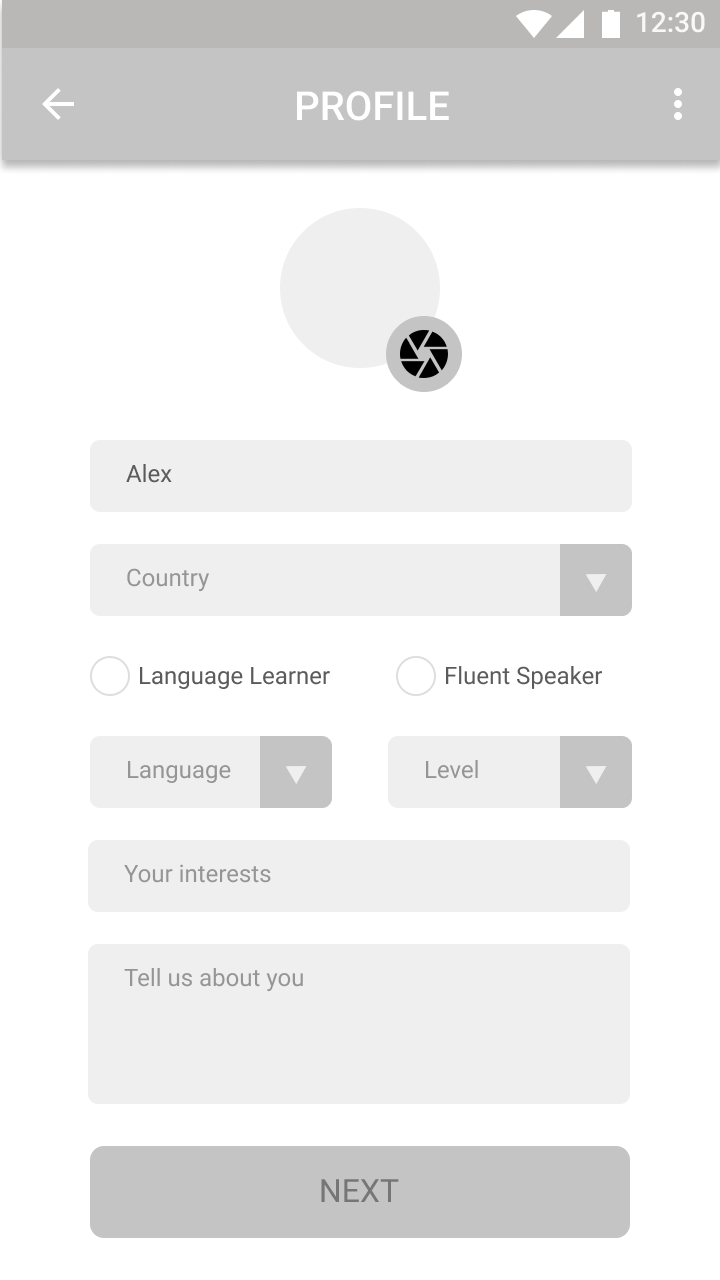 12:30
PROFILE
Alex
Country
Language Learner
Fluent Speaker
Language
Level
Your interests
Tell us about you
NEXT